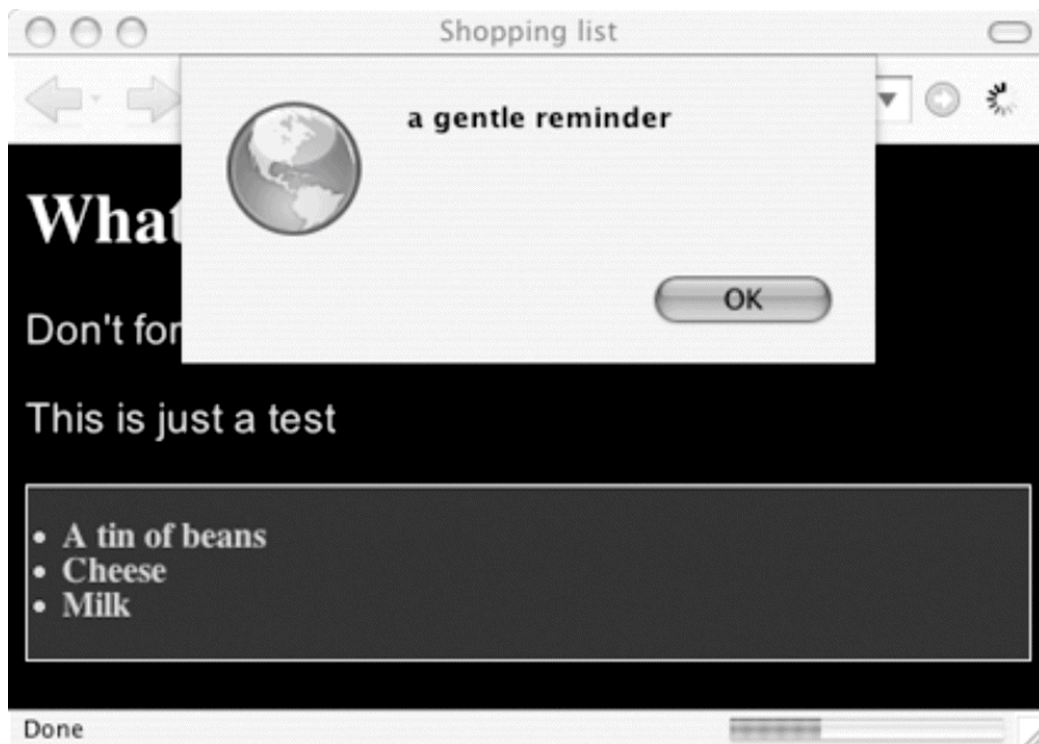 Shopping list
a gentle reminder
OK
What
Don't for
This is just a test
A tin of beans
Cheese
Milk
Done